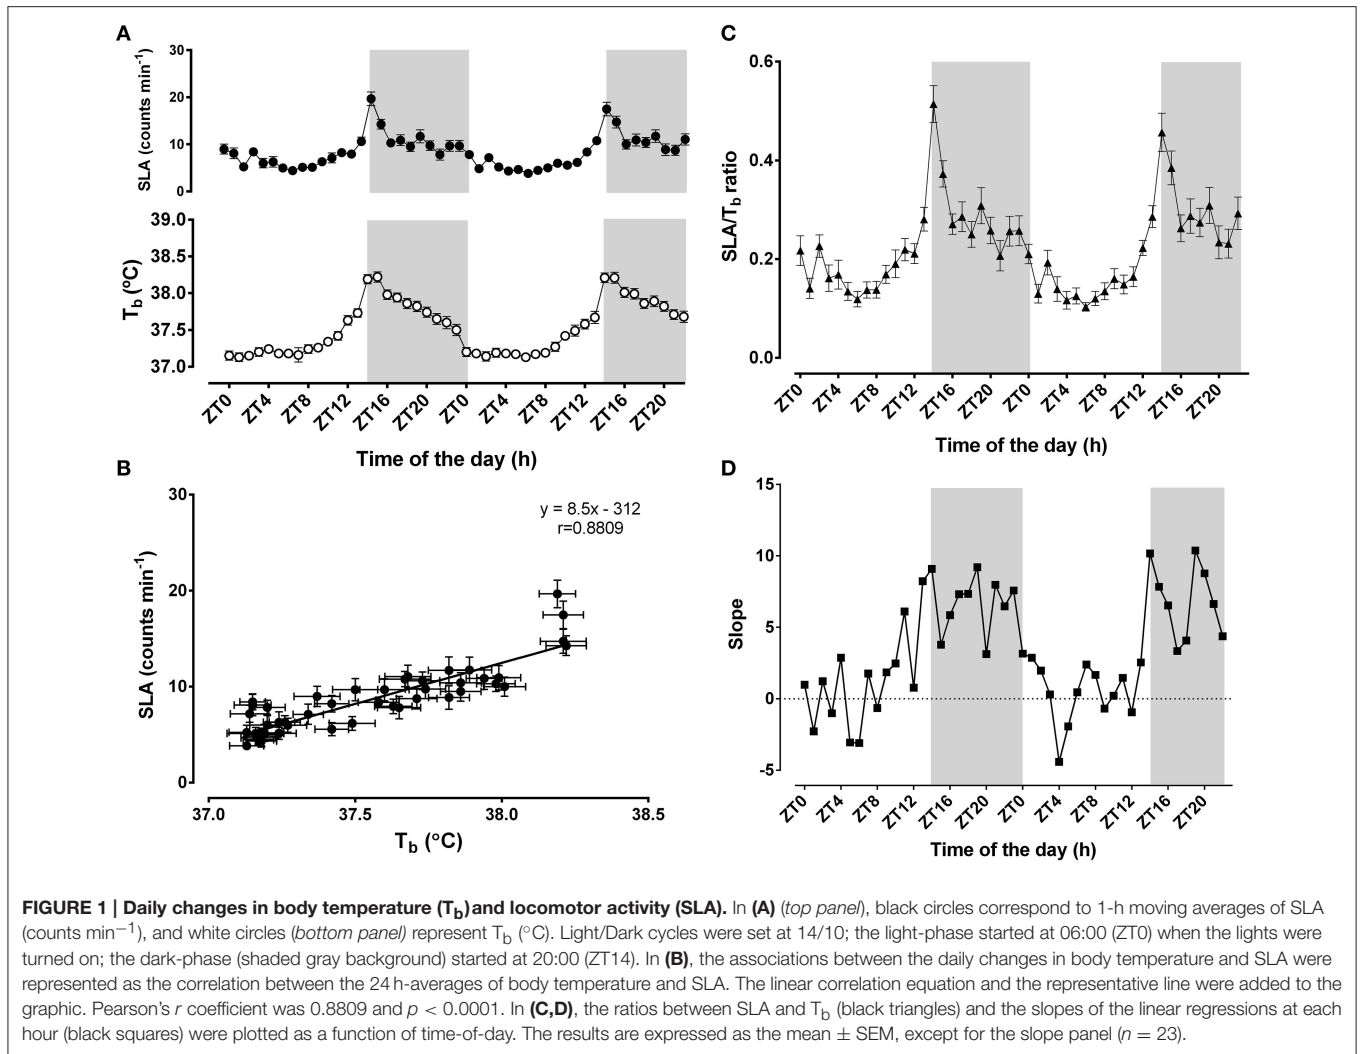 A
30
20
10
0
SLA (counts min⁻¹)
39.0
38.5
38.0
37.5
37.0
T_b (°C)
ZT0 ZT4 ZT8 ZT12 ZT16 ZT20 ZT0 ZT4 ZT8 ZT12 ZT16 ZT20
Time of the day (h)
B
30
20
10
0
SLA (counts min⁻¹)
y = 8.5x - 312
r=0.8809
37.0 37.5 38.0 38.5
T_b (°C)
C
0.6
0.4
0.2
0.0
SLA/T_b ratio
ZT0 ZT4 ZT8 ZT12 ZT16 ZT20 ZT0 ZT4 ZT8 ZT12 ZT16 ZT20
Time of the day (h)
D
15
10
5
0
-5
Slope
ZT0 ZT4 ZT8 ZT12 ZT16 ZT20 ZT0 ZT4 ZT8 ZT12 ZT16 ZT20
Time of the day (h)
FIGURE 1 | Daily changes in body temperature (T_b) and locomotor activity (SLA). In (A) (top panel), black circles correspond to 1-h moving averages of SLA
(counts min−1), and white circles (bottom panel) represent T_b (°C). Light/Dark cycles were set at 14/10; the light-phase started at 06:00 (ZT0) when the lights were
turned on; the dark-phase (shaded gray background) started at 20:00 (ZT14). In (B), the associations between the daily changes in body temperature and SLA were
represented as the correlation between the 24 h-averages of body temperature and SLA. The linear correlation equation and the representative line were added to the
graphic. Pearson's r coefficient was 0.8809 and p < 0.0001. In (C,D), the ratios between SLA and T_b (black triangles) and the slopes of the linear regressions at each
hour (black squares) were plotted as a function of time-of-day. The results are expressed as the mean ± SEM, except for the slope panel (n = 23).